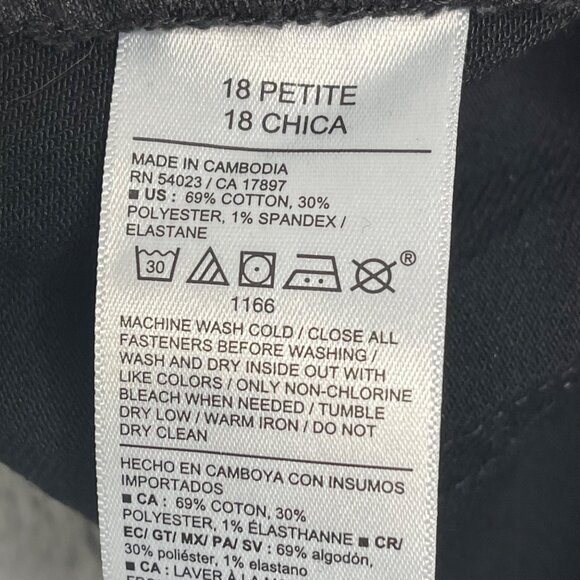 18 PETITE
18 CHICA
MADE IN CAMBODIA
RN 54023 / CA 17897
■ US : 69% COTTON, 30%
POLYESTER, 1% SPANDEX /
ELASTANE
30
®
1166
MACHINE WASH COLD / CLOSE ALL
FASTENERS BEFORE WASHING /
WASH AND DRY INSIDE OUT WITH
LIKE COLORS / ONLY NON-CHLORINE
BLEACH WHEN NEEDED / TUMBLE
DRY LOW / WARM IRON / DO NOT
DRY CLEAN
HECHO EN CAMBOYA CON INSUMOS
IMPORTADOS
■ CA : 69% COTON, 30%
POLYESTER, 1% ÉLASTHANNE ■ CR/
EC/ GT/ MX/ PA/ SV : 69% algodón,
30% poliéster, 1% elastano
■ CA : LAVER À LA